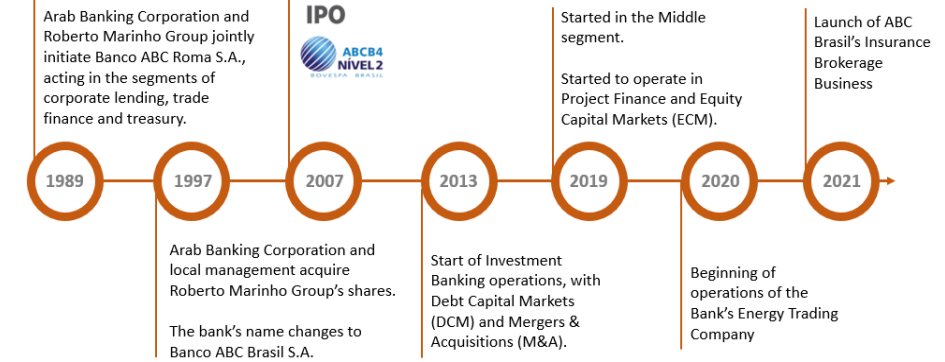 Arab Banking Corporation and
Roberto Marinho Group jointly
initiate Banco ABC Roma S.A.,
acting in the segments of
corporate lending, trade
finance and treasury.
IPO
ABCB4
NÍVEL 2
BOVESPA BRASIL
Started in the Middle
segment.
Started to operate in
Project Finance and Equity
Capital Markets (ECM).
Launch of ABC
Brasil's Insurance
Brokerage
Business
1989
1997
2007
2013
2019
2020
2021
Arab Banking Corporation and
local management acquire
Roberto Marinho Group's shares.
The bank's name changes to
Banco ABC Brasil S.A.
Start of Investment
Banking operations, with
Debt Capital Markets
(DCM) and Mergers &
Acquisitions (M&A).
Beginning of
operations of the
Bank's Energy Trading
Company